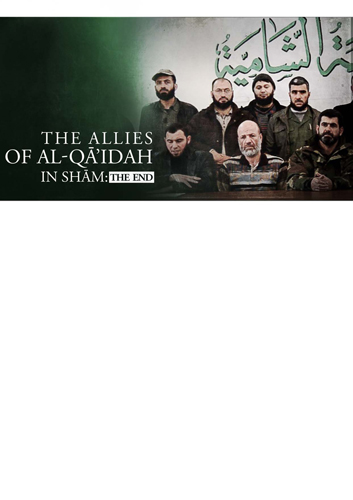 ة الشامية
THE ALLIES
OF AL-QĀ'IDAH
IN SHĀM: THE END